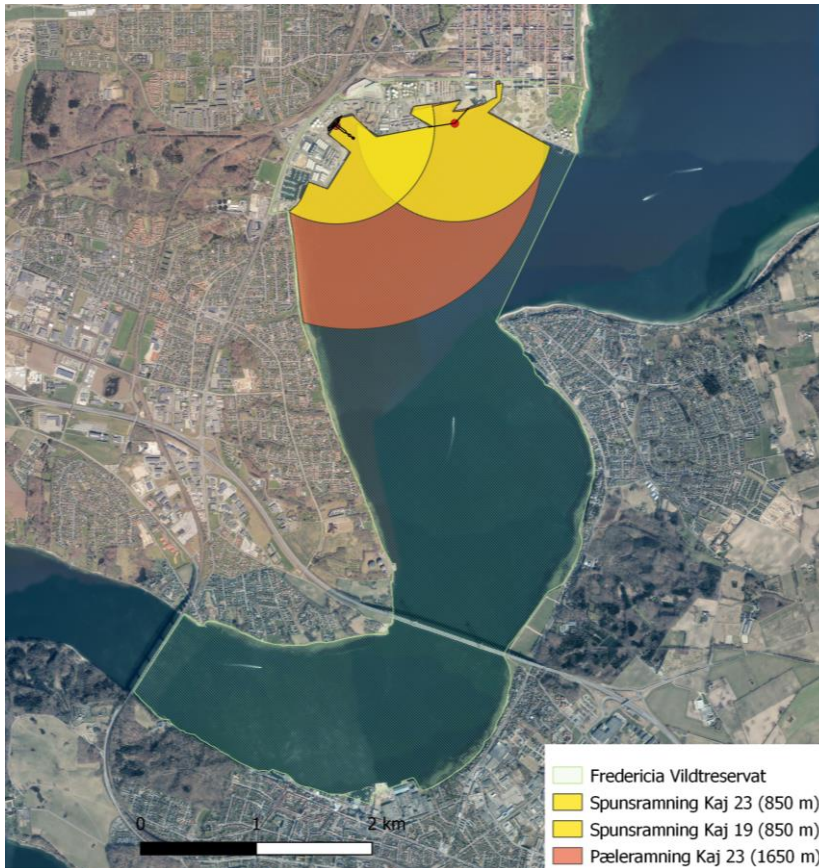 0 1 2 km
Fredericia Vildtreservat
Spunsramning Kaj 23 (850 m)
Spunsramning Kaj 19 (850 m)
Pæleramning Kaj 23 (1650 m)